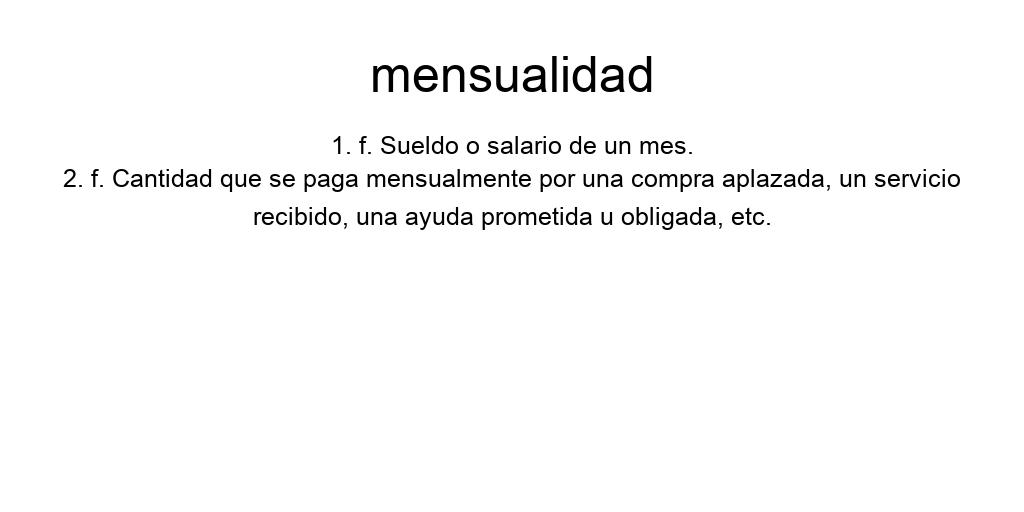 mensualidad
1. f. Sueldo o salario de un mes.
2. f. Cantidad que se paga mensualmente por una compra aplazada, un servicio
recibido, una ayuda prometida u obligada, etc.